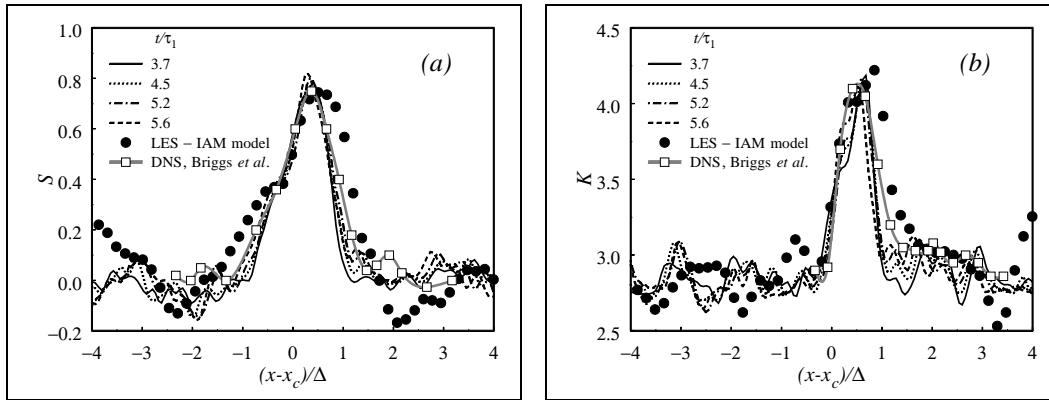 t/τ1
(a)
3.7
4.5
5.2
5.6
LES – IAM model
DNS, Briggs et al.
S
1.0
0.8
0.6
0.4
0.2
0.0
−0.2
−4 −3 −2 −1 0 1 2 3 4
(x-xc)/Δ
t/τ1
(b)
3.7
4.5
5.2
5.6
LES – IAM model
DNS, Briggs et al.
K
4.5
4.0
3.5
3.0
2.5
−4 −3 −2 −1 0 1 2 3 4
(x-xc)/Δ